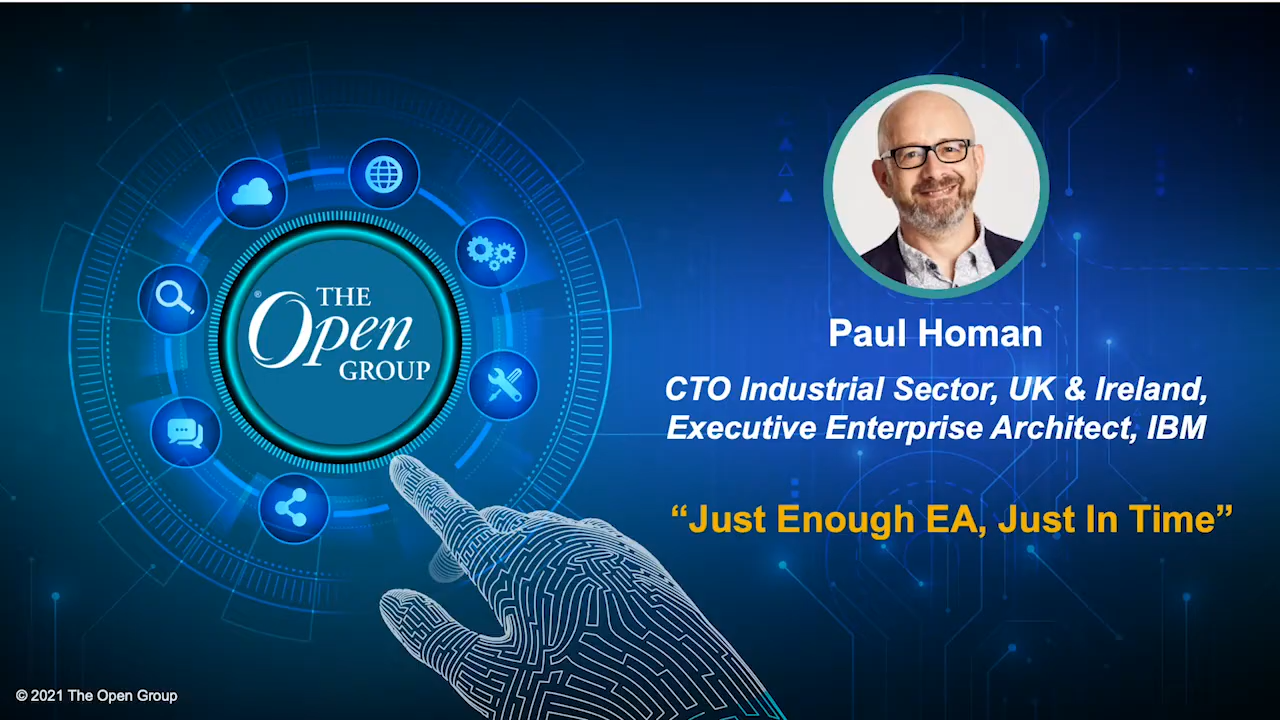 ®
THE
Open
GROUP
Paul Homan
CTO Industrial Sector, UK & Ireland,
Executive Enterprise Architect, IBM
“Just Enough EA, Just In Time”
© 2021 The Open Group